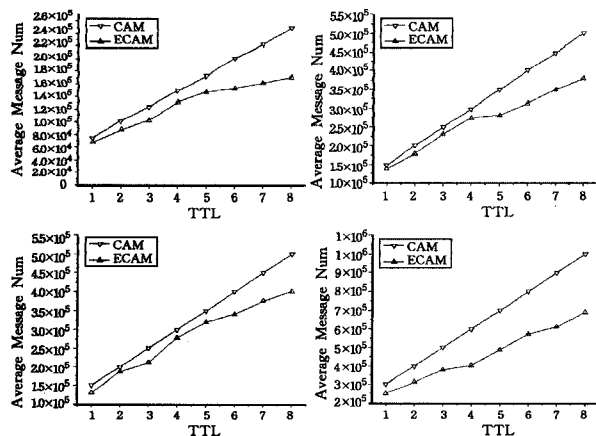 Average Message Num
2.6×10⁵
2.4×10⁵
2.2×10⁵
2.0×10⁵
1.8×10⁵
1.6×10⁵
1.4×10⁵
1.2×10⁵
1.0×10⁵
8.0×10⁴
6.0×10⁴
4.0×10⁴
2.0×10⁴
0
CAM
ECAM
1 2 3 4 5 6 7 8
TTL
Average Message Num
5.5×10⁵
5.0×10⁵
4.5×10⁵
4.0×10⁵
3.5×10⁵
3.0×10⁵
2.5×10⁵
2.0×10⁵
1.5×10⁵
1.0×10⁵
CAM
ECAM
1 2 3 4 5 6 7 8
TTL
Average Message Num
5.5×10⁵
5.0×10⁵
4.5×10⁵
4.0×10⁵
3.5×10⁵
3.0×10⁵
2.5×10⁵
2.0×10⁵
1.5×10⁵
1.0×10⁵
CAM
ECAM
1 2 3 4 5 6 7 8
TTL
Average Message Num
1×10⁶
1×10⁶
9×10⁵
8×10⁵
7×10⁵
6×10⁵
5×10⁵
4×10⁵
3×10⁵
2×10⁵
CAM
ECAM
1 2 3 4 5 6 7 8
TTL